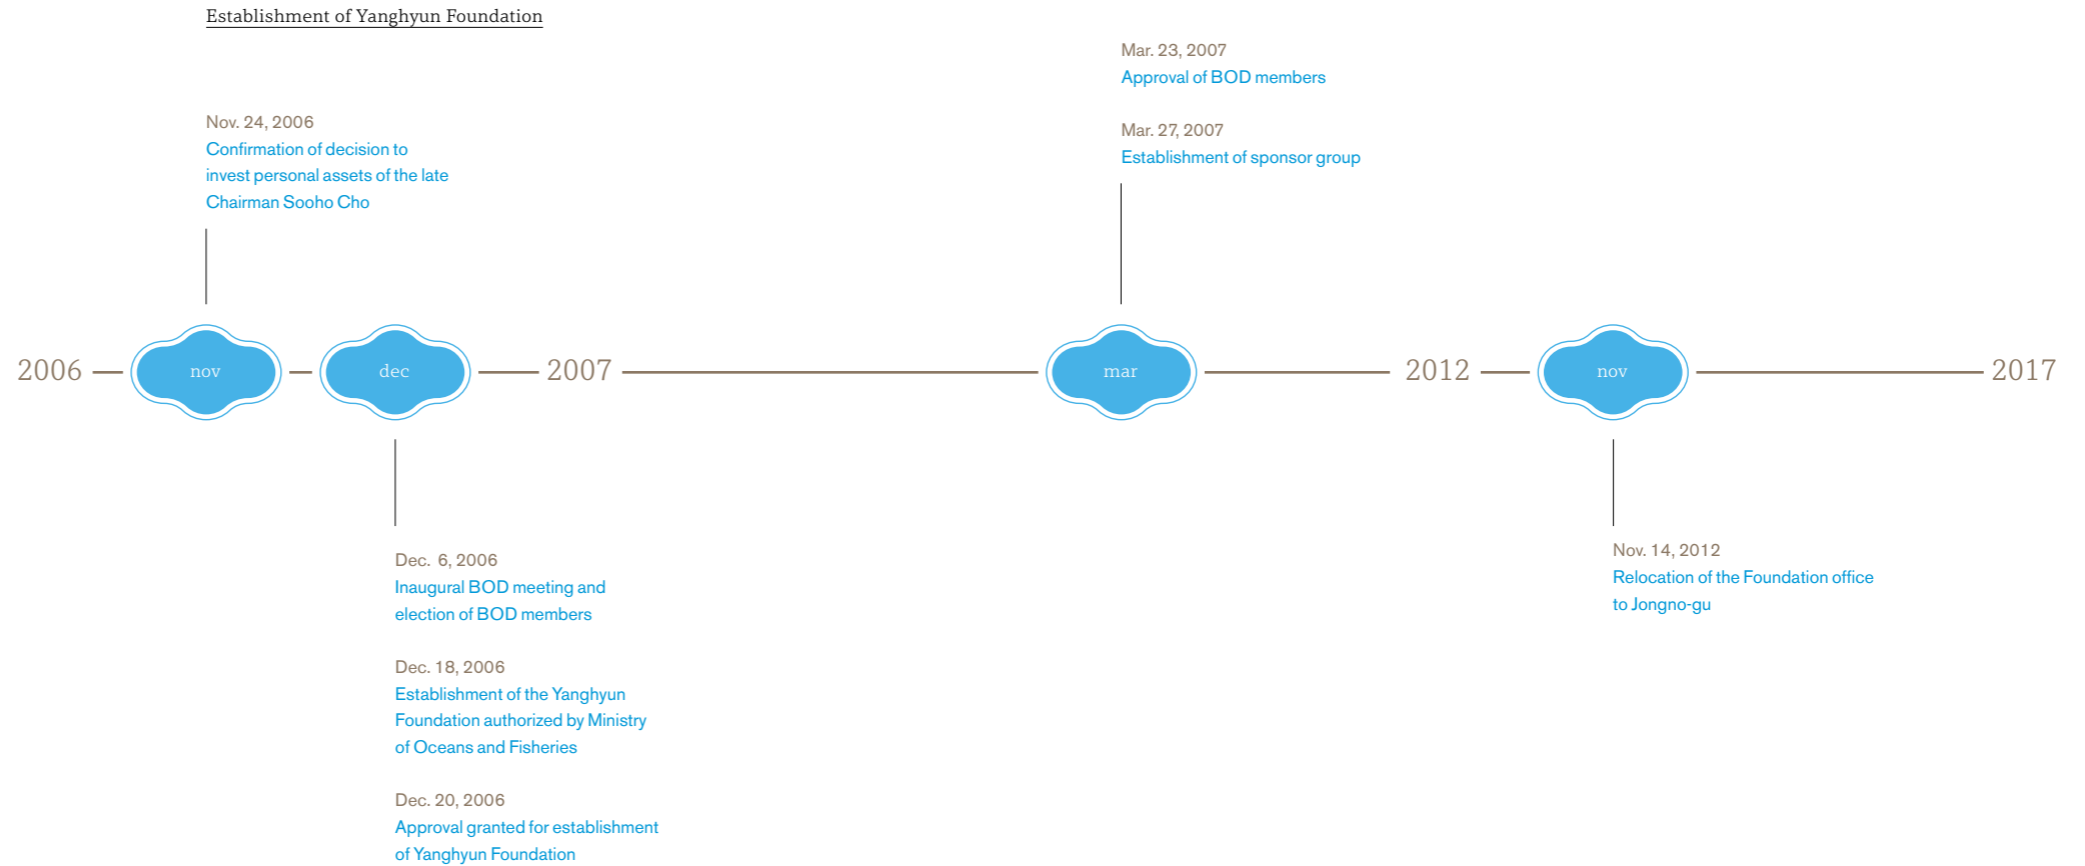 Establishment of Yanghyun Foundation
Nov. 24, 2006
Confirmation of decision to
invest personal assets of the late
Chairman Sooho Cho
Mar. 23, 2007
Approval of BOD members
Mar. 27, 2007
Establishment of sponsor group
2006
nov
dec
2007
mar
2012
nov
2017
Dec. 6, 2006
Inaugural BOD meeting and
election of BOD members
Dec. 18, 2006
Establishment of the Yanghyun
Foundation authorized by Ministry
of Oceans and Fisheries
Dec. 20, 2006
Approval granted for establishment
of Yanghyun Foundation
Nov. 14, 2012
Relocation of the Foundation office
to Jongno-gu